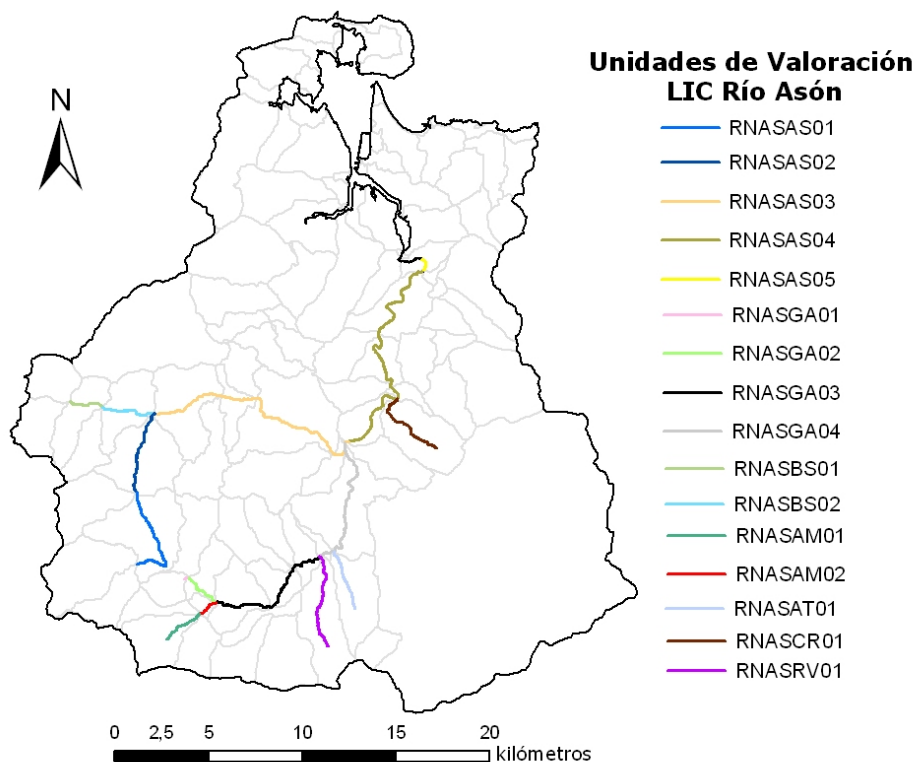 Unidades de Valoración
LIC Río Asón
N
RNASAS01
RNASAS02
RNASAS03
RNASAS04
RNASAS05
RNASGA01
RNASGA02
RNASGA03
RNASGA04
RNASBS01
RNASBS02
RNASAM01
RNASAM02
RNASAT01
RNASCR01
RNASRV01
0 2,5 5 10 15 20
kilómetros